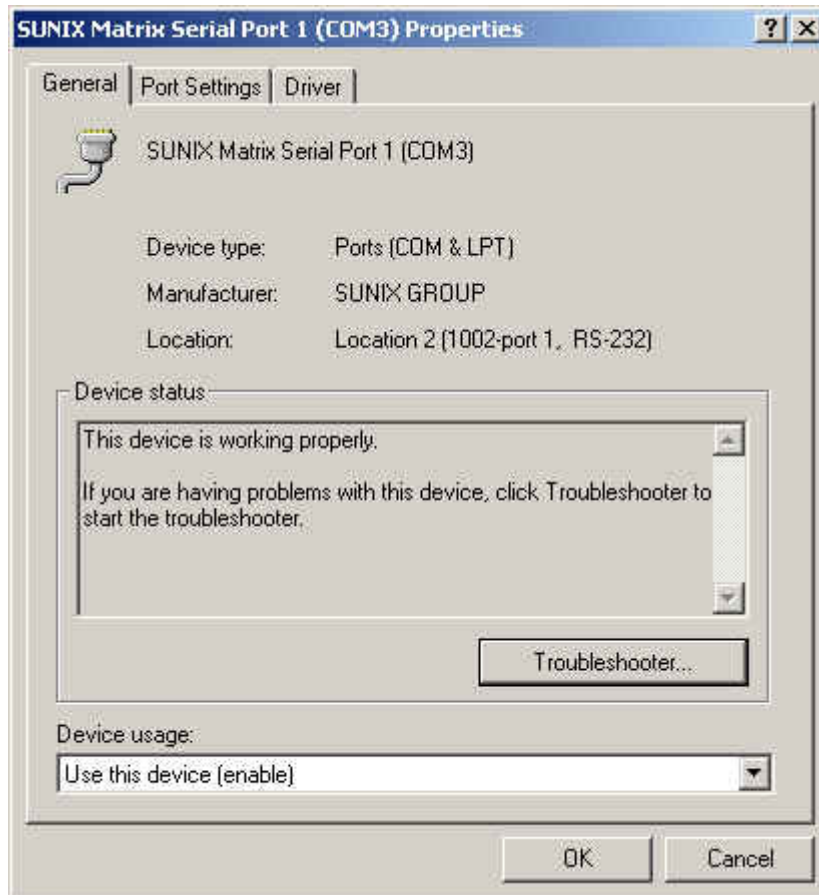 SUNIX Matrix Serial Port 1 (COM3) Properties
General Port Settings Driver
SUNIX Matrix Serial Port 1 (COM3)
Device type: Ports (COM & LPT)
Manufacturer: SUNIX GROUP
Location: Location 2 (1002-port 1, RS-232)
Device status
This device is working properly.
If you are having problems with this device, click Troubleshooter to
start the troubleshooter.
Troubleshooter...
Device usage:
Use this device (enable)
OK Cancel